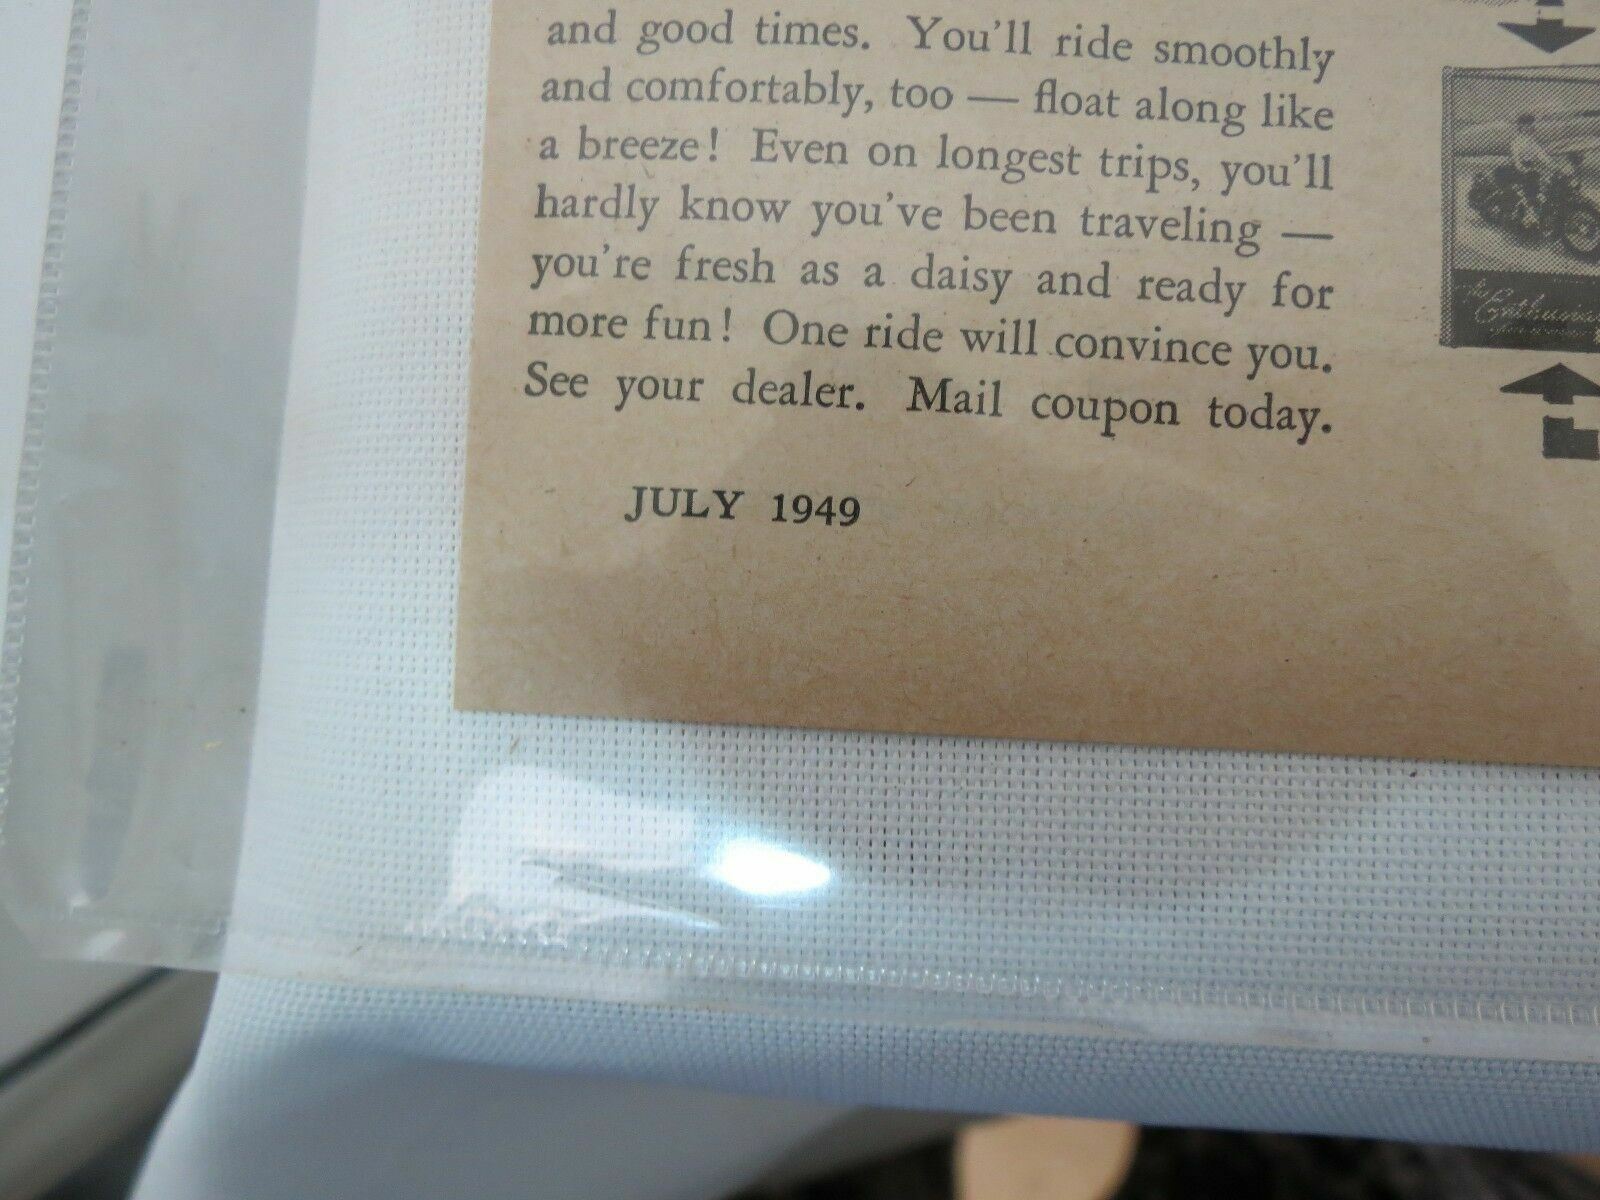 and good times. You'll ride smoothly
and comfortably, too — float along like
a breeze! Even on longest trips, you'll
hardly know you've been traveling —
you're fresh as a daisy and ready for
more fun! One ride will convince you.
See your dealer. Mail coupon today.
JULY 1949